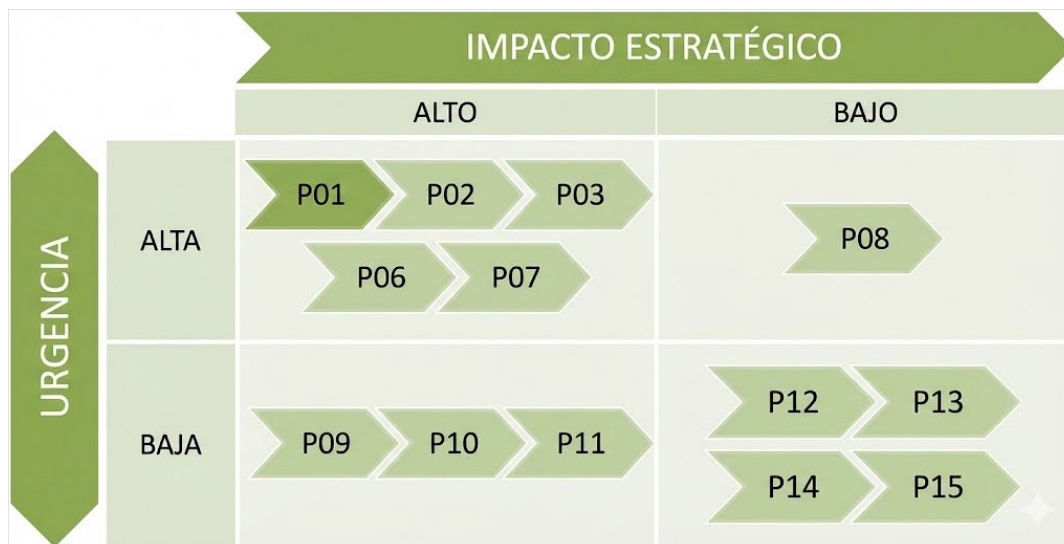 IMPACTO ESTRATÉGICO
ALTO BAJO
URGENCIA
ALTA
P01 P02 P03
P06 P07
P08
BAJA
P09 P10 P11
P12 P13
P14 P15